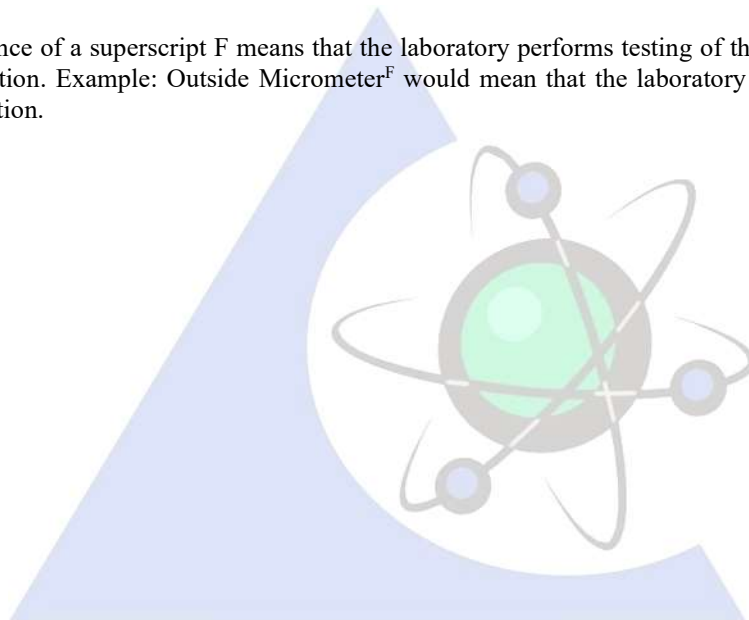 nce of a superscript F means that the laboratory performs testing of th
tion. Example: Outside Micrometerᶠ would mean that the laboratory
tion.